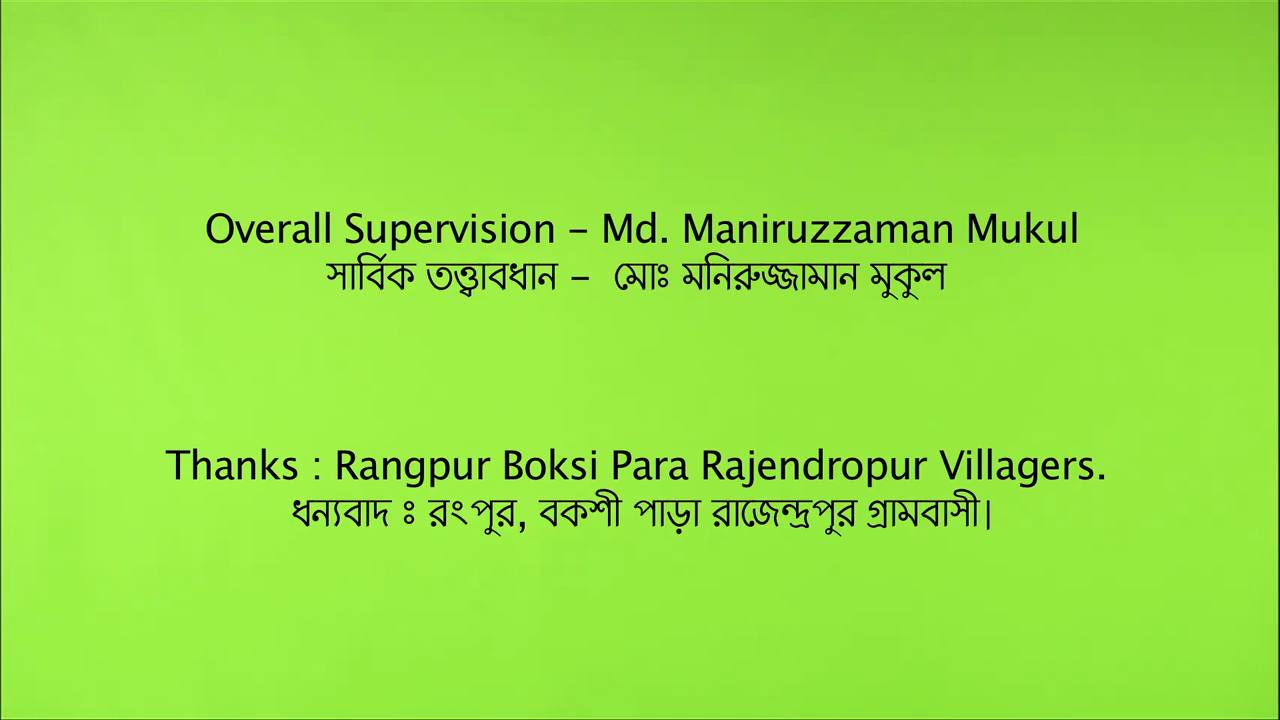 Overall Supervision – Md. Maniruzzaman Mukul
সার্বিক তত্ত্বাবধান – মোঃ মনিরুজ্জামান মুকুল
Thanks : Rangpur Boksi Para Rajendropur Villagers.
ধন্যবাদ ঃ রংপুর, বকশী পাড়া রাজেন্দ্রপুর গ্রামবাসী।